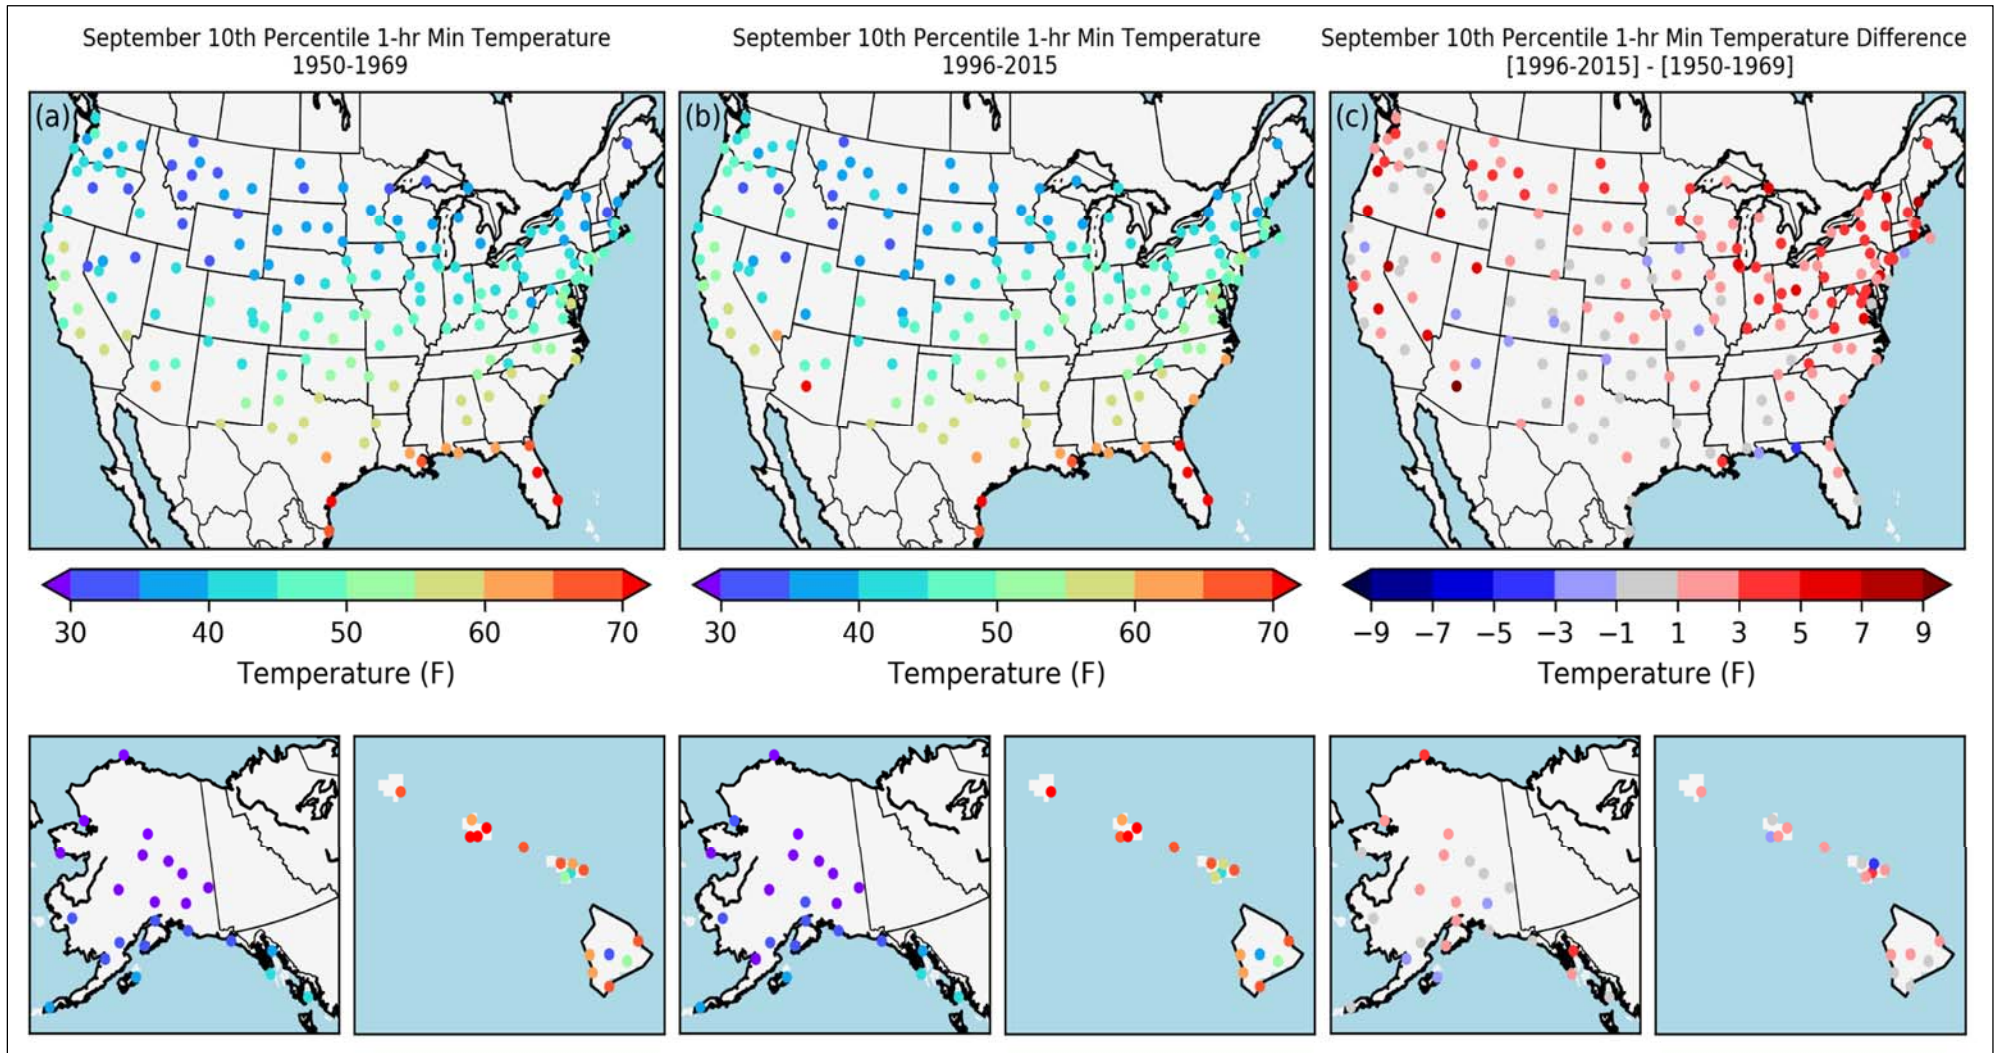 September 10th Percentile 1-hr Min Temperature
1950-1969
September 10th Percentile 1-hr Min Temperature
1996-2015
September 10th Percentile 1-hr Min Temperature Difference
[1996-2015] - [1950-1969]
(a)
(b)
(c)
30 40 50 60 70
Temperature (F)
30 40 50 60 70
Temperature (F)
−9 −7 −5 −3 −1 1 3 5 7 9
Temperature (F)